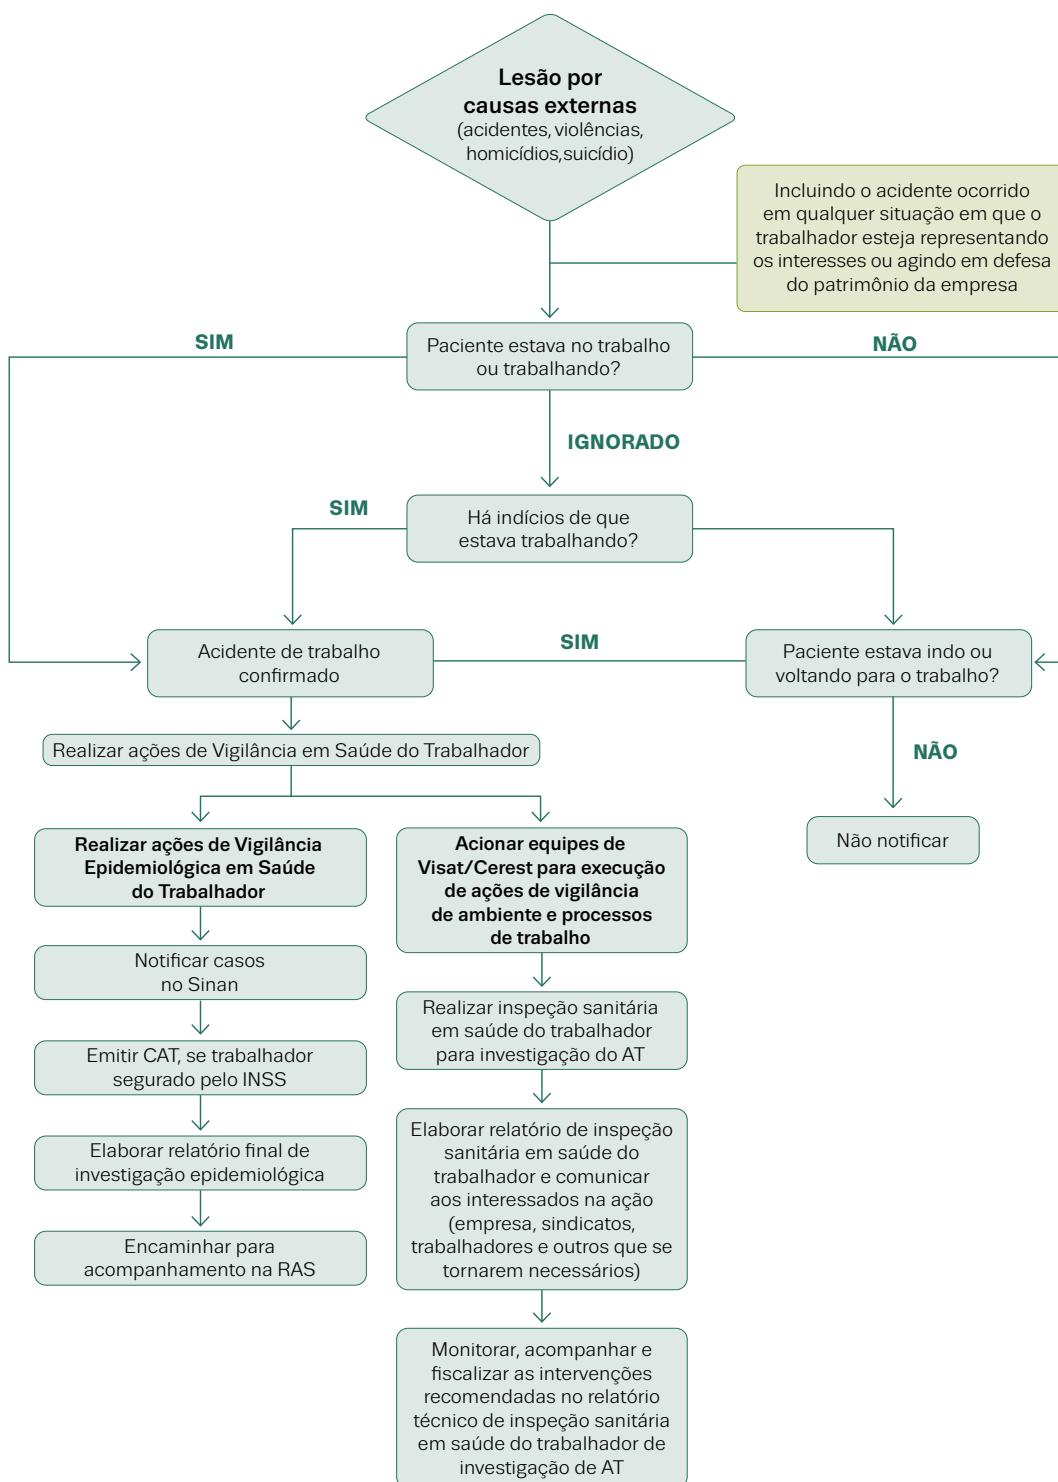 Lesão por
causas externas
(acidentes, violências,
homicídios,suicídio)
Incluindo o acidente ocorrido
em qualquer situação em que o
trabalhador esteja representando
os interesses ou agindo em defesa
do patrimônio da empresa
SIM
Paciente estava no trabalho
ou trabalhando?
NÃO
IGNORADO
SIM
Há indícios de que
estava trabalhando?
Acidente de trabalho
confirmado
SIM
Paciente estava indo ou
voltando para o trabalho?
Realizar ações de Vigilância em Saúde do Trabalhador
NÃO
Não notificar
Realizar ações de Vigilância
Epidemiológica em Saúde
do Trabalhador
Notificar casos
no Sinan
Emitir CAT, se trabalhador
segurado pelo INSS
Elaborar relatório final de
investigação epidemiológica
Encaminhar para
acompanhamento na RAS
Acionar equipes de
Visat/Cerest para execução
de ações de vigilância
de ambiente e processos
de trabalho
Realizar inspeção sanitária
em saúde do trabalhador
para investigação do AT
Elaborar relatório de inspeção
sanitária em saúde do
trabalhador e comunicar
aos interessados na ação
(empresa, sindicatos,
trabalhadores e outros que se
tornarem necessários)
Monitorar, acompanhar e
fiscalizar as intervenções
recomendadas no relatório
técnico de inspeção sanitária
em saúde do trabalhador de
investigação de AT